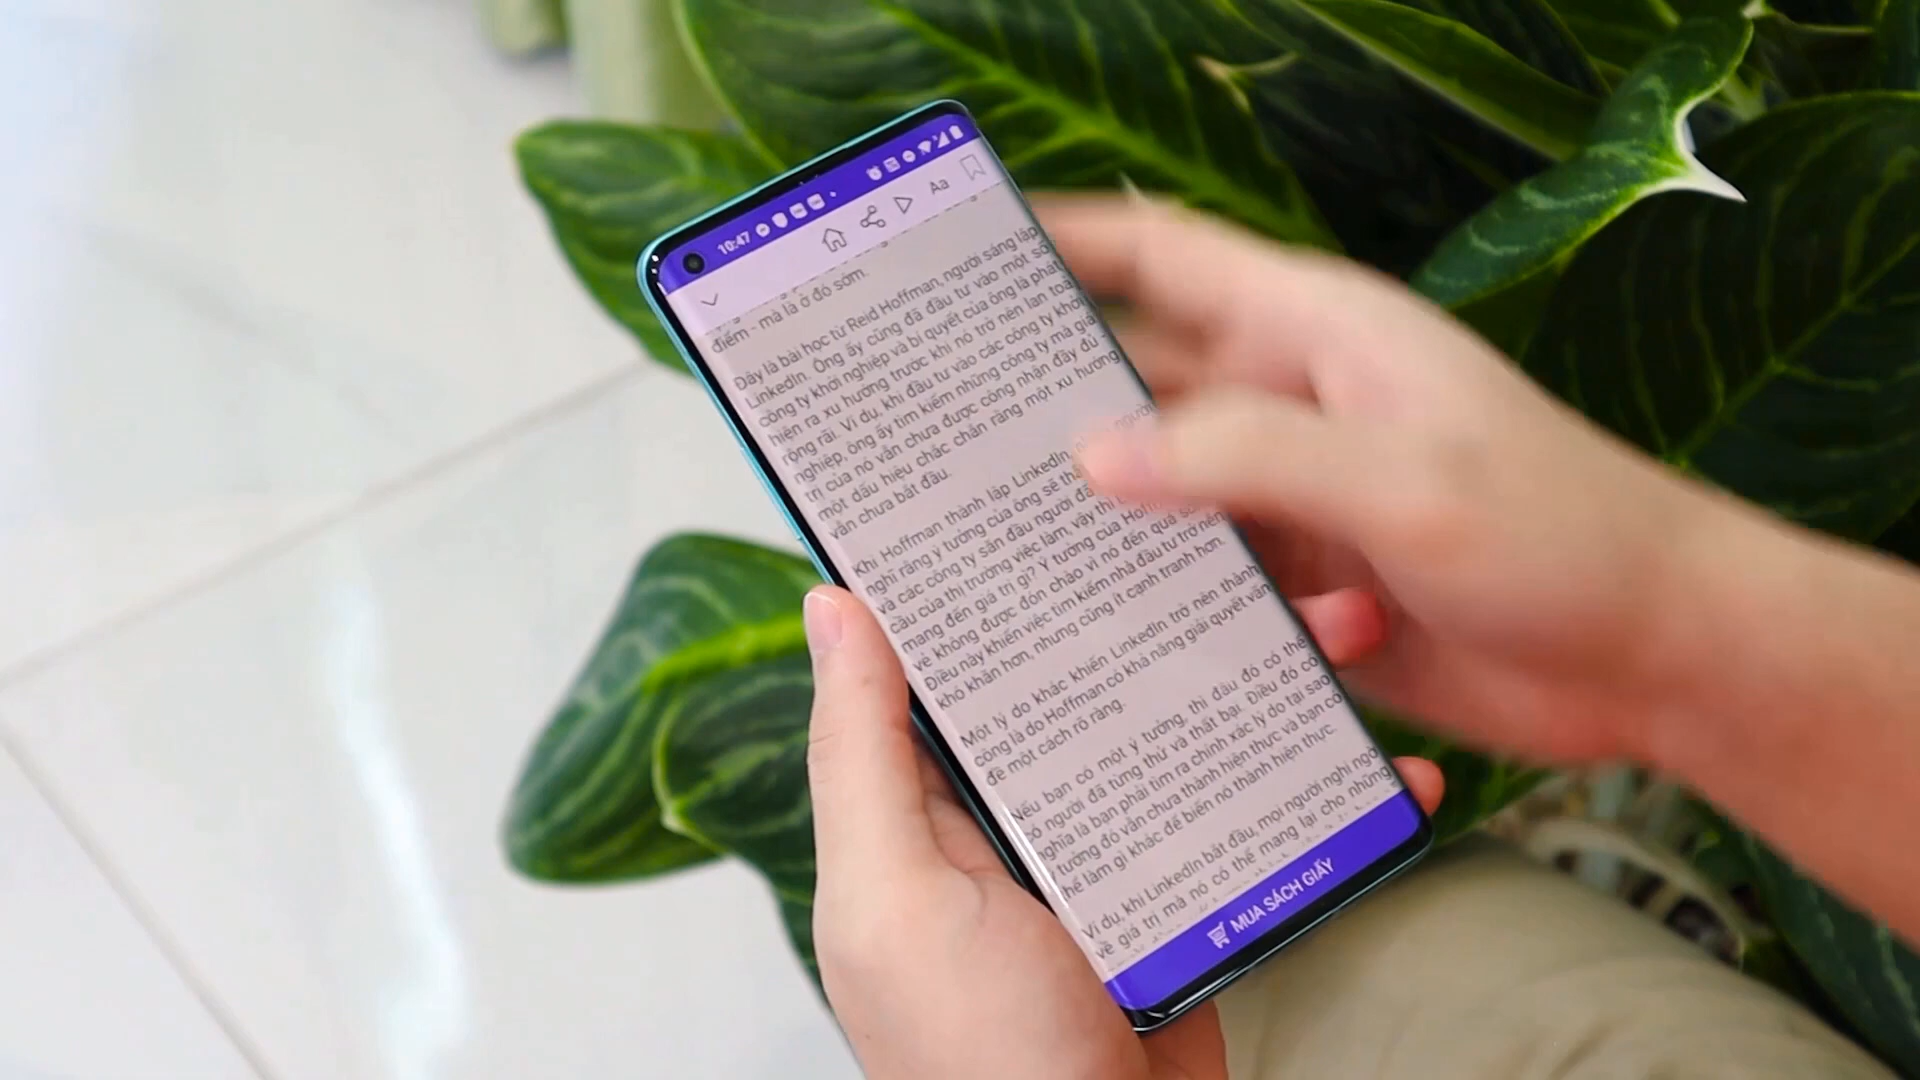 10:47
Aa
điểm - mà là ở đó sớm.
Đây là bài học từ Reid Hoffman, người sáng lập
LinkedIn. Ông ấy cũng đã đầu tư vào một số
công ty khởi nghiệp và bí quyết của ông là phát
hiện ra xu hướng trước khi nó trở nên lan toả
rộng rãi. Ví dụ, khi đầu tư vào các công ty khởi
nghiệp, ông ấy tìm kiếm những công ty mà giá
trị của nó vẫn chưa được công nhận đầy đủ -
một dấu hiệu chắc chắn rằng một xu hướng
vẫn chưa bắt đầu.
Khi Hoffman thành lập LinkedIn, người
nghĩ rằng ý tưởng của ông sẽ
và các công ty săn đầu người đã
cầu của thị trường việc làm, vậy thì
mang đến giá trị gì? Ý tưởng của
vẻ không được đón chào vì nó đến quá
Điều này khiến việc tìm kiếm nhà đầu tư trở nên
khó khăn hơn, nhưng cũng ít cạnh tranh hơn.
Một lý do khác khiến LinkedIn trở nên thành
công là do Hoffman có khả năng giải quyết vấn
đề một cách rõ ràng.
Nếu bạn có một ý tưởng, thì đâu đó có thể
có người đã từng thử và thất bại. Điều đó có
nghĩa là bạn phải tìm ra chính xác lý do tại sao
ý tưởng đó vẫn chưa thành hiện thực và bạn có
thể làm gì khác để biến nó thành hiện thực.
Ví dụ, khi LinkedIn bắt đầu, mọi người nghi ngờ
về giá trị mà nó có thể mang lại cho những
MUA SÁCH GIẤY